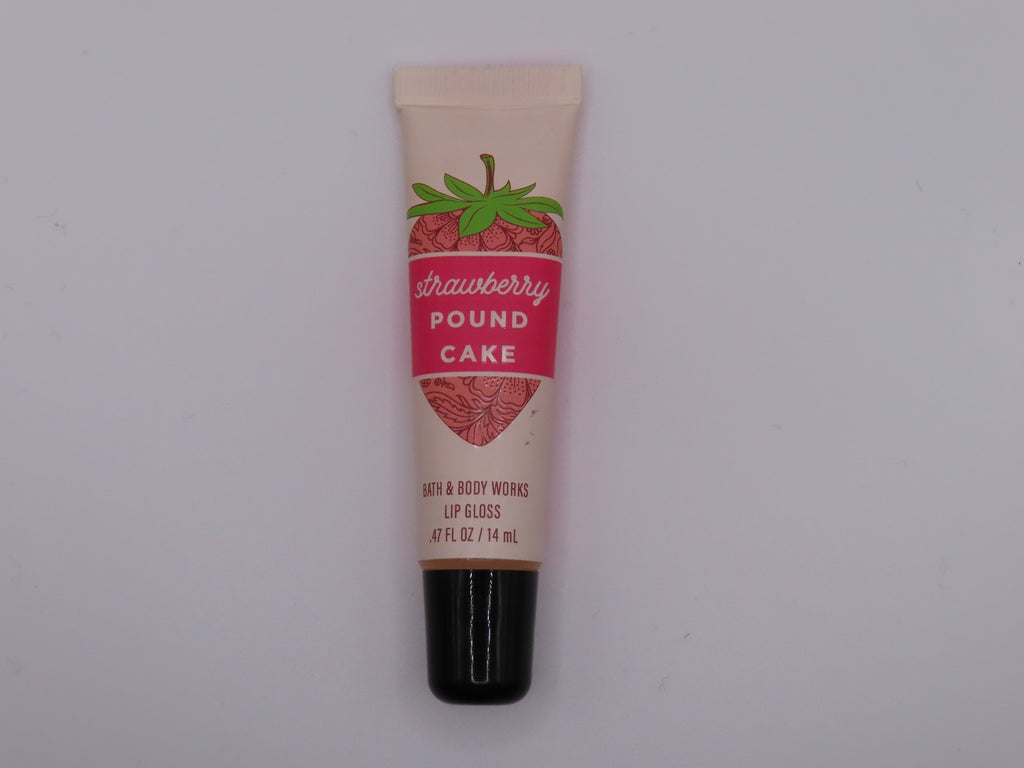 strawberry
POUND
CAKE
BATH & BODY WORKS
LIP GLOSS
.47 FL OZ / 14 mL